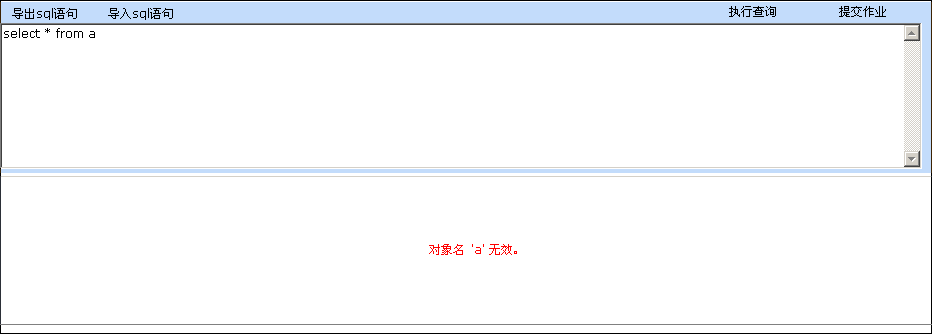 导出sql语句 导入sql语句 执行查询 提交作业
select * from a
对象名 'a' 无效。